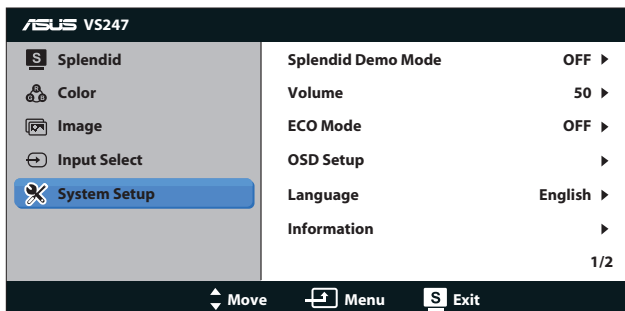 ASUS VS247
S Splendid
Color
Image
Input Select
System Setup
Splendid Demo Mode OFF
Volume 50
ECO Mode OFF
OSD Setup
Language English
Information
1/2
Move Menu S Exit